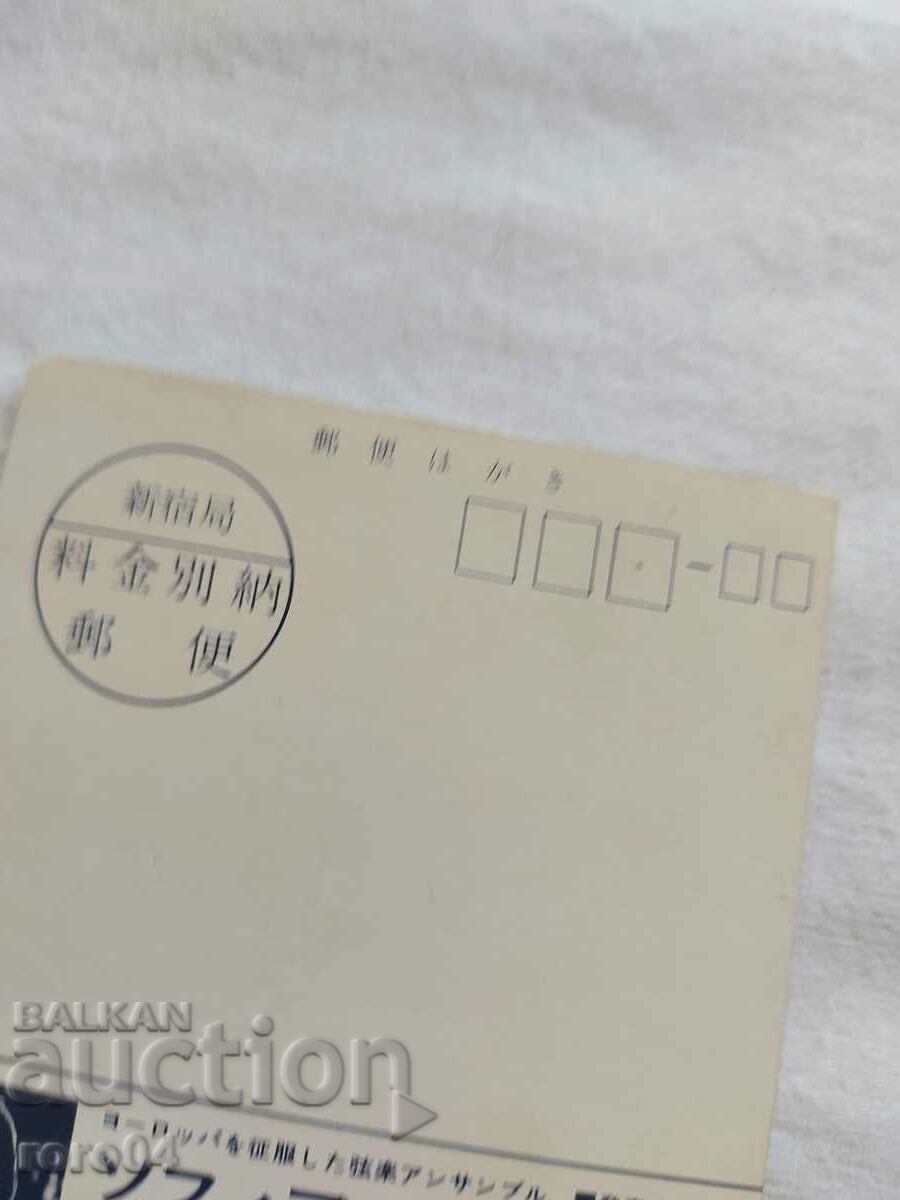 郵便はがき
新宿局
料金別納
郵便
ヨーロッパを征服した弦楽アンサンブル
BALKAN
auction
roro04